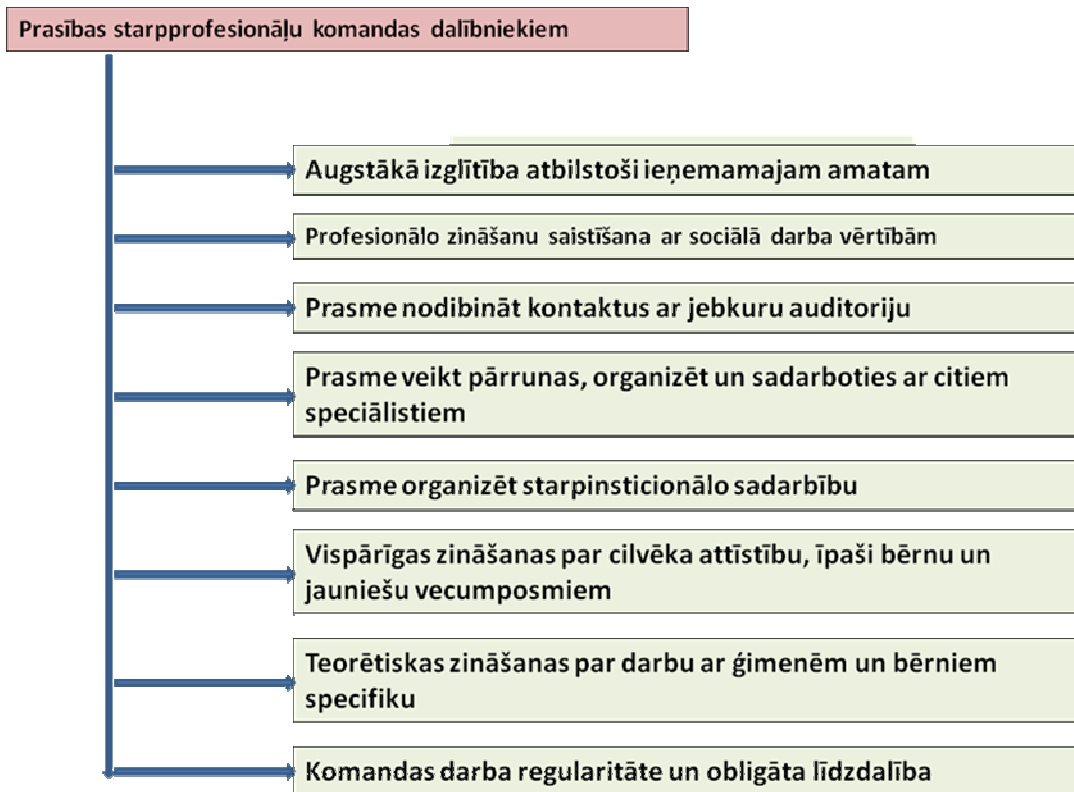 Prasības starpprofesionāļu komandas dalībniekiem
Augstākā izglītība atbilstoši ieņemamajam amatam
Profesionālo zināšanu saistīšana ar sociālā darba vērtībām
Prasme nodibināt kontaktus ar jebkuru auditoriju
Prasme veikt pārrunas, organizēt un sadarboties ar citiem
speciālistiem
Prasme organizēt starpinsticionālo sadarbību
Vispārīgas zināšanas par cilvēka attīstību, īpaši bērnu un
jauniešu vecumposmiem
Teorētiskas zināšanas par darbu ar ģimenēm un bērniem
specifiku
Komandas darba regularitāte un obligāta līdzdalība